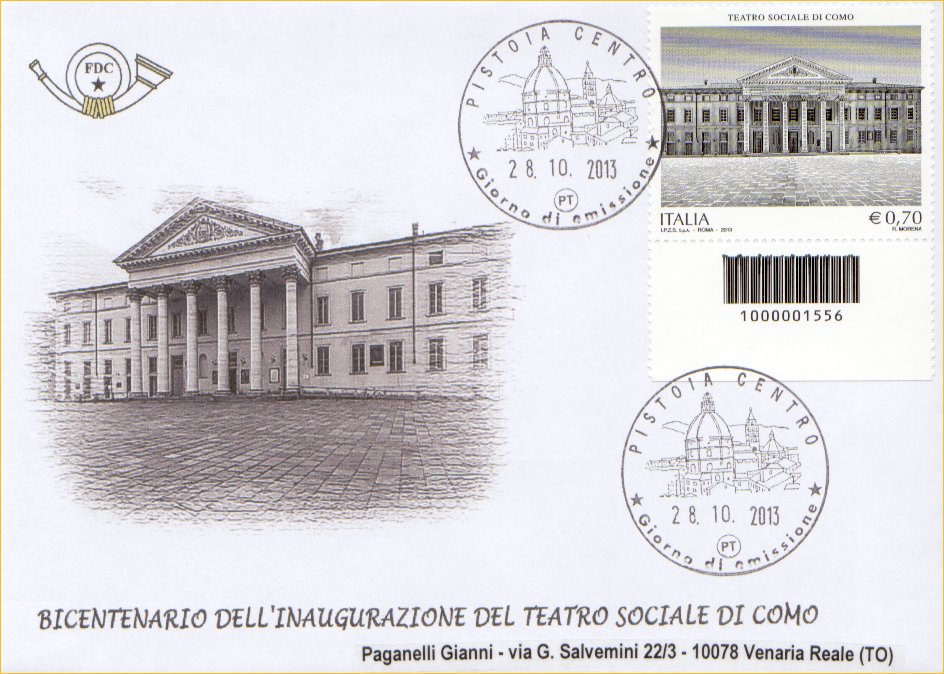 FDC
TEATRO SOCIALE DI COMO
ITALIA
€ 0,70
I.P.Z.S. S.p.A. - ROMA - 2013
R. MORENA
PISTOIA CENTRO
28. 10. 2013
PT
Giorno di emissione
1000001556
PISTOIA CENTRO
28. 10. 2013
PT
Giorno di emissione
BICENTENARIO DELL'INAUGURAZIONE DEL TEATRO SOCIALE DI COMO
Paganelli Gianni - via G. Salvemini 22/3 - 10078 Venaria Reale (TO)